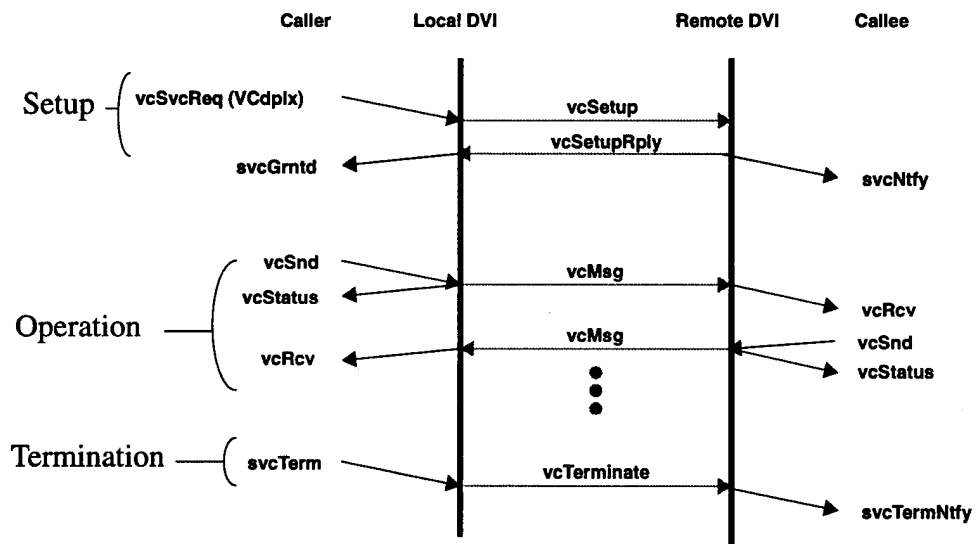 Caller Local DVI Remote DVI Callee
Setup
vcSvcReq (VCdplx)
vcSetup
vcSetupRply
svcGrntd
svcNtfy
vcSnd
vcMsg
vcStatus
vcRcv
Operation
vcMsg
vcSnd
vcRcv
vcStatus
Termination
svcTerm
vcTerminate
svcTermNtfy